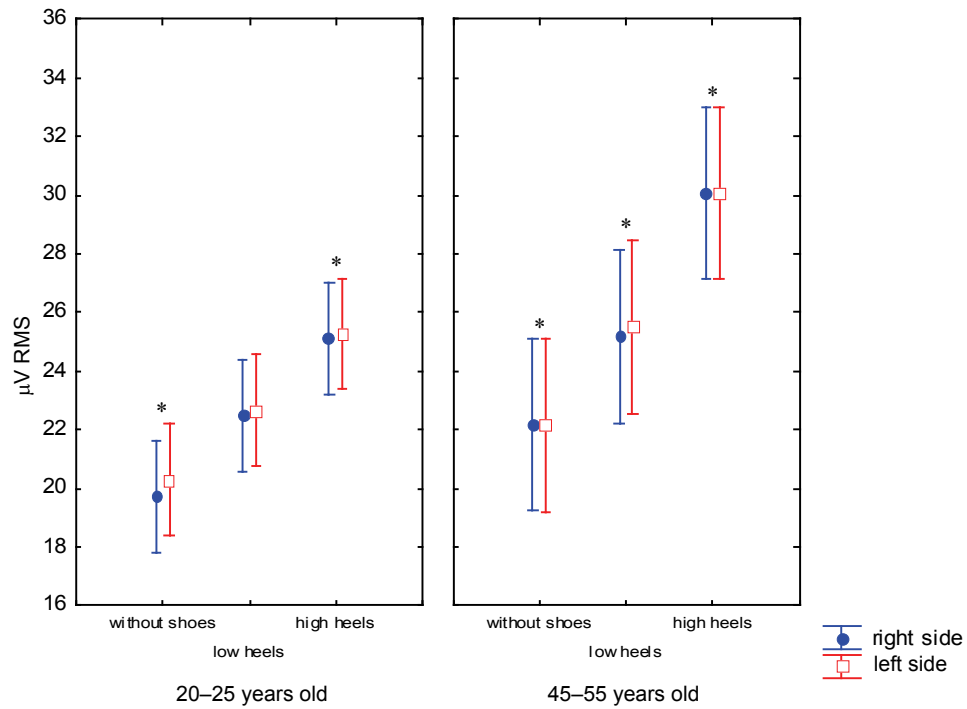 36
34
32
30
28
26
24
22
20
18
16
µV RMS
*
*
*
*
*
without shoes
high heels
low heels
20–25 years old
without shoes
high heels
low heels
45–55 years old
right side
left side